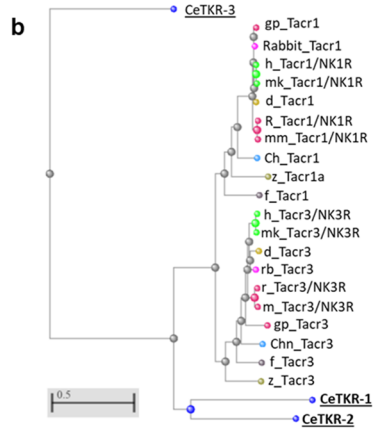 b
CeTKR-3
gp_Tacr1
Rabbit_Tacr1
h_Tacr1/NK1R
mk_Tacr1/NK1R
d_Tacr1
R_Tacr1/NK1R
mm_Tacr1/NK1R
Ch_Tacr1
z_Tacr1a
f_Tacr1
h_Tacr3/NK3R
mk_Tacr3/NK3R
d_Tacr3
rb_Tacr3
r_Tacr3/NK3R
m_Tacr3/NK3R
gp_Tacr3
Chn_Tacr3
f_Tacr3
z_Tacr3
0.5
CeTKR-1
CeTKR-2